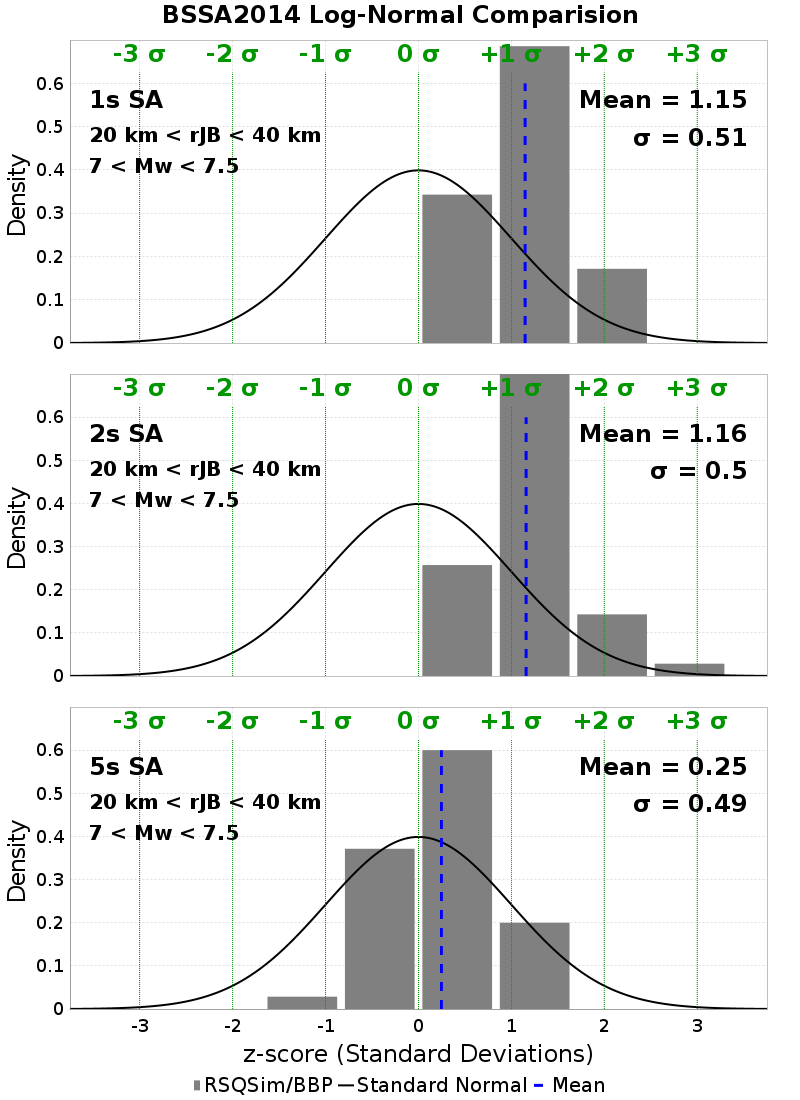 BSSA2014 Log-Normal Comparision
-3 σ -2 σ -1 σ 0 σ +1 σ +2 σ +3 σ
1s SA Mean = 1.15
20 km < rJB < 40 km σ = 0.51
7 < Mw < 7.5
Density
0.6
0.5
0.4
0.3
0.2
0.1
0
-3 σ -2 σ -1 σ 0 σ +1 σ +2 σ +3 σ
2s SA Mean = 1.16
20 km < rJB < 40 km σ = 0.5
7 < Mw < 7.5
Density
0.6
0.5
0.4
0.3
0.2
0.1
0
-3 σ -2 σ -1 σ 0 σ +1 σ +2 σ +3 σ
5s SA Mean = 0.25
20 km < rJB < 40 km σ = 0.49
7 < Mw < 7.5
Density
0.6
0.5
0.4
0.3
0.2
0.1
0
-3 -2 -1 0 1 2 3
z-score (Standard Deviations)
RSQSim/BBP Standard Normal Mean